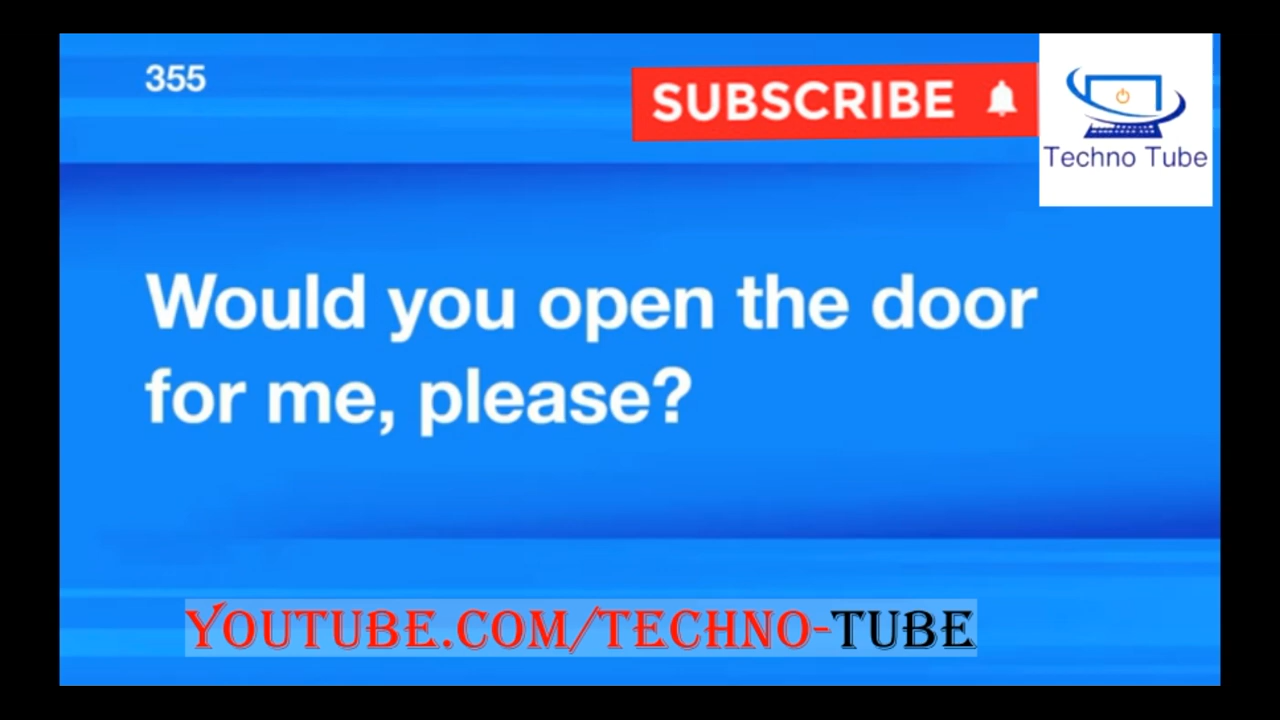 355
SUBSCRIBE
Techno Tube
Would you open the door
for me, please?
YOUTUBE.COM/TECHNO-TUBE